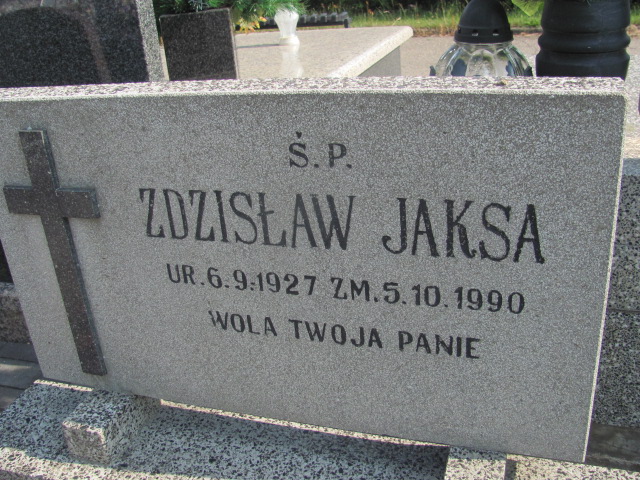 Ś.P.
ZDZISŁAW JAKSA
UR.6.9.1927 ZM.5.10.1990
WOLA TWOJA PANIE